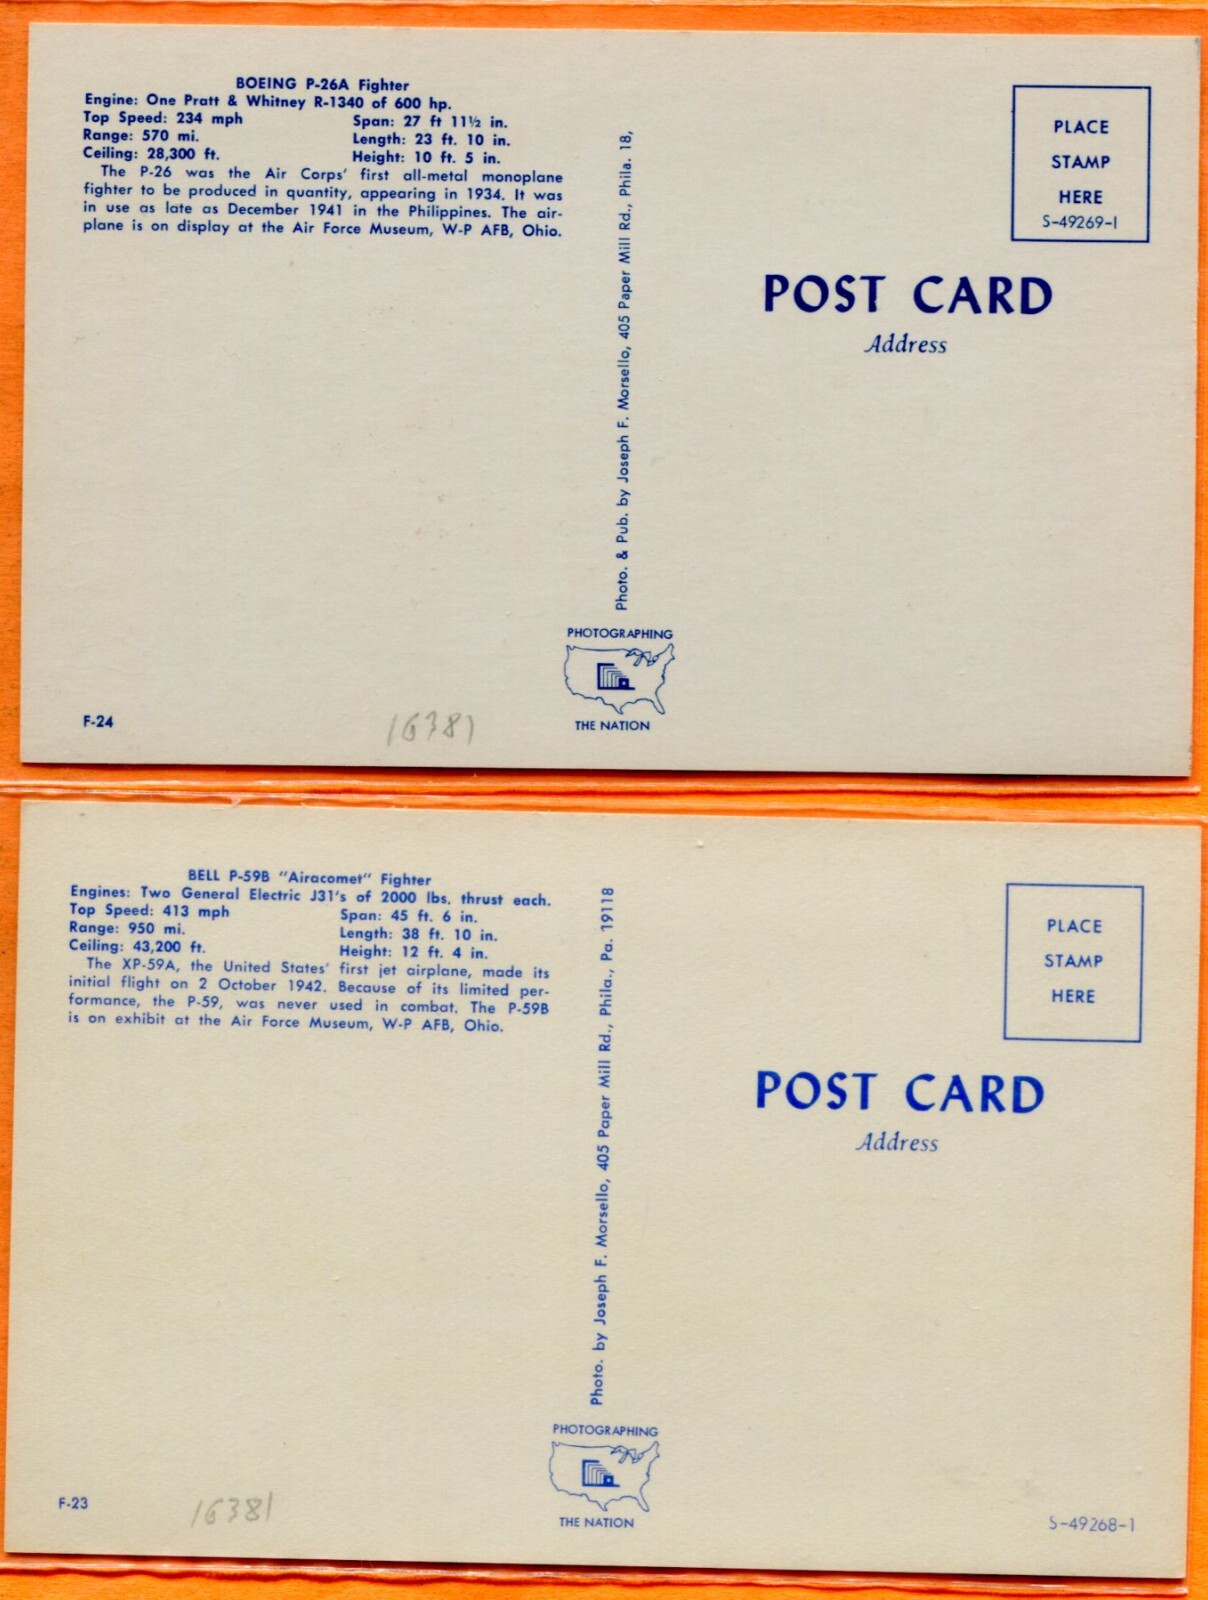 BOEING P-26A Fighter
Engine: One Pratt & Whitney R-1340 of 600 hp.
Top Speed: 234 mph Span: 27 ft 11½ in.
Range: 570 mi. Length: 23 ft. 10 in.
Ceiling: 28,300 ft. Height: 10 ft. 5 in.
The P-26 was the Air Corps' first all-metal monoplane
fighter to be produced in quantity, appearing in 1934. It was
in use as late as December 1941 in the Philippines. The air-
plane is on display at the Air Force Museum, W-P AFB, Ohio.
Photo. & Pub. by Joseph F. Morsello, 405 Paper Mill Rd., Phila. 18,
PLACE
STAMP
HERE
S-49269-1
POST CARD
Address
PHOTOGRAPHING
THE NATION
F-24
16381
BELL P-59B "Airacomet" Fighter
Engines: Two General Electric J31's of 2000 lbs. thrust each.
Top Speed: 413 mph Span: 45 ft. 6 in.
Range: 950 mi. Length: 38 ft. 10 in.
Ceiling: 43,200 ft. Height: 12 ft. 4 in.
The XP-59A, the United States' first jet airplane, made its
initial flight on 2 October 1942. Because of its limited per-
formance, the P-59, was never used in combat. The P-59B
is on exhibit at the Air Force Museum, W-P AFB, Ohio.
Photo. by Joseph F. Morsello, 405 Paper Mill Rd., Phila., Pa. 19118
PLACE
STAMP
HERE
POST CARD
Address
PHOTOGRAPHING
THE NATION
F-23
16381
S-49268-1